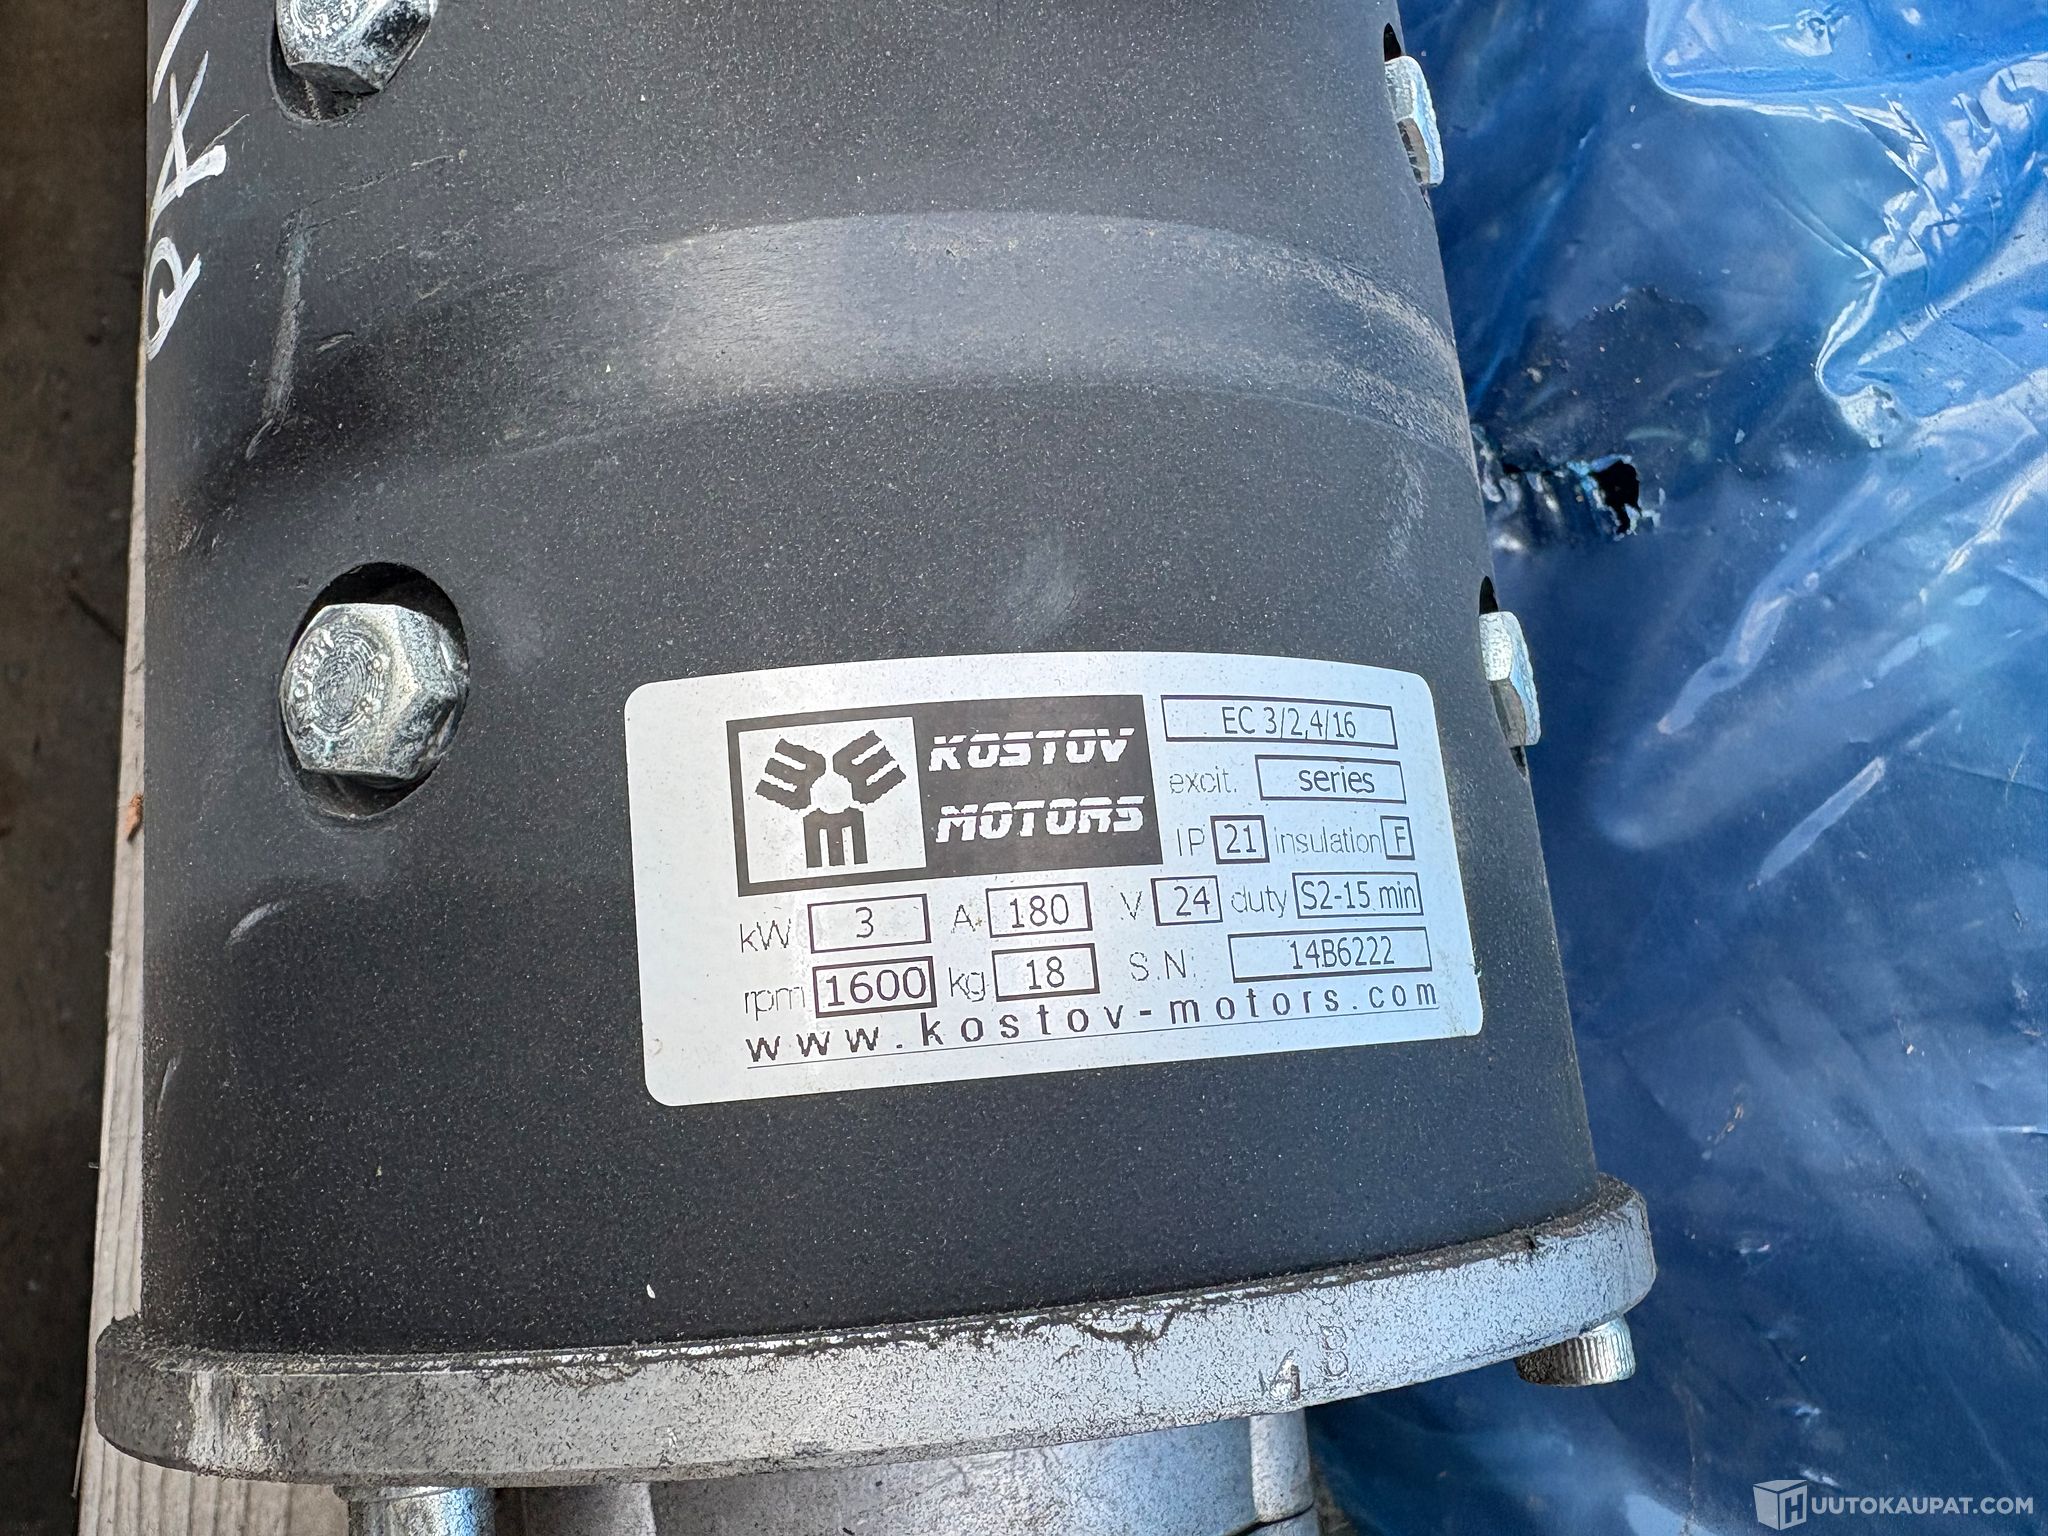 KOSTOV
MOTORS
EC 3/2,4/16
excit. series
IP 21 insulation F
kW 3 A. 180 V 24 duty S2-15 min
rpm 1600 kg 18 S.N. 14B6222
www.kostov-motors.com
HUUTOKAUPAT.COM